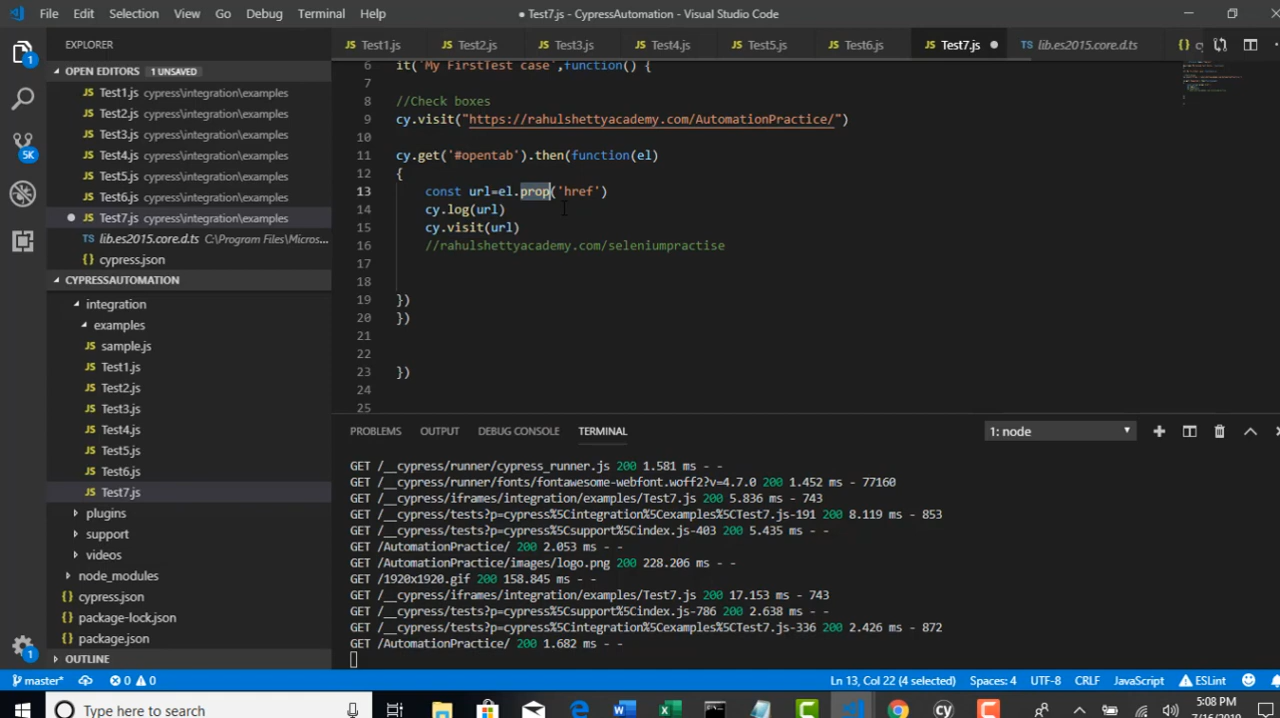 File Edit Selection View Go Debug Terminal Help
● Test7.js - CypressAutomation - Visual Studio Code
EXPLORER
OPEN EDITORS 1 UNSAVED
JS Test1.js cypress\integration\examples
JS Test2.js cypress\integration\examples
JS Test3.js cypress\integration\examples
JS Test4.js cypress\integration\examples
JS Test5.js cypress\integration\examples
JS Test6.js cypress\integration\examples
● JS Test7.js cypress\integration\examples
TS lib.es2015.core.d.ts C:\Program Files\Micros...
{} cypress.json
CYPRESSAUTOMATION
integration
examples
JS sample.js
JS Test1.js
JS Test2.js
JS Test3.js
JS Test4.js
JS Test5.js
JS Test6.js
JS Test7.js
plugins
support
videos
node_modules
{} cypress.json
{} package-lock.json
{} package.json
OUTLINE
1
5K
1
JS Test1.js JS Test2.js JS Test3.js JS Test4.js JS Test5.js JS Test6.js JS Test7.js ● TS lib.es2015.core.d.ts {} c
6 it('My FirstTest case',function() {
7
8 //Check boxes
9 cy.visit("https://rahulshettyacademy.com/AutomationPractice/")
10
11 cy.get('#opentab').then(function(el)
12 {
13 const url=el.prop('href')
14 cy.log(url)
15 cy.visit(url)
16 //rahulshettyacademy.com/seleniumpractise
17
18
19 })
20 })
21
22
23 })
24
25
PROBLEMS OUTPUT DEBUG CONSOLE TERMINAL 1: node
GET /__cypress/runner/cypress_runner.js 200 1.581 ms - -
GET /__cypress/runner/fonts/fontawesome-webfont.woff2?v=4.7.0 200 1.452 ms - 77160
GET /__cypress/iframes/integration/examples/Test7.js 200 5.836 ms - 743
GET /__cypress/tests?p=cypress%5Cintegration%5Cexamples%5CTest7.js-191 200 8.119 ms - 853
GET /__cypress/tests?p=cypress%5Csupport%5Cindex.js-403 200 5.435 ms - -
GET /AutomationPractice/ 200 2.053 ms - -
GET /AutomationPractice/images/logo.png 200 228.206 ms - -
GET /1920x1920.gif 200 158.845 ms - -
GET /__cypress/iframes/integration/examples/Test7.js 200 17.153 ms - 743
GET /__cypress/tests?p=cypress%5Csupport%5Cindex.js-786 200 2.638 ms - -
GET /__cypress/tests?p=cypress%5Cintegration%5Cexamples%5CTest7.js-336 200 2.426 ms - 872
GET /AutomationPractice/ 200 1.682 ms - -
master* 0 0 Ln 13, Col 22 (4 selected) Spaces: 4 UTF-8 CRLF JavaScript ESLint
Type here to search
5:08 PM